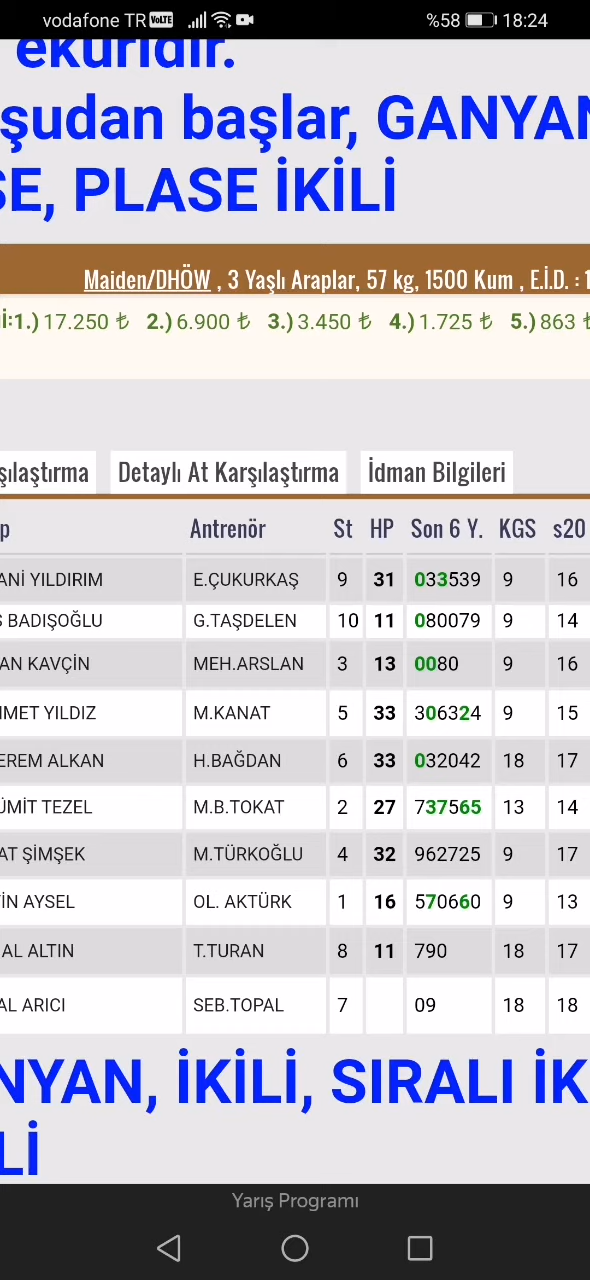 vodafone TR VoLTE %58 18:24
eküridir.
şudan başlar, GANYAN
SE, PLASE İKİLİ
Maiden/DHÖW , 3 Yaşlı Araplar, 57 kg, 1500 Kum , E.İ.D. : 1
İ:1.) 17.250 ₺ 2.) 6.900 ₺ 3.) 3.450 ₺ 4.) 1.725 ₺ 5.) 863 ₺
şılaştırma Detaylı At Karşılaştırma İdman Bilgileri
p Antrenör St HP Son 6 Y. KGS s20
ANİ YILDIRIM E.ÇUKURKAŞ 9 31 033539 9 16
Ş BADIŞOĞLU G.TAŞDELEN 10 11 080079 9 14
AN KAVÇİN MEH.ARSLAN 3 13 0080 9 16
HMET YILDIZ M.KANAT 5 33 306324 9 15
EREM ALKAN H.BAĞDAN 6 33 032042 18 17
ÜMİT TEZEL M.B.TOKAT 2 27 737565 13 14
AT ŞİMŞEK M.TÜRKOĞLU 4 32 962725 9 17
İN AYSEL OL. AKTÜRK 1 16 570660 9 13
AL ALTIN T.TURAN 8 11 790 18 17
AL ARICI SEB.TOPAL 7 09 18 18
NYAN, İKİLİ, SIRALI İK
Lİ
Yarış Programı